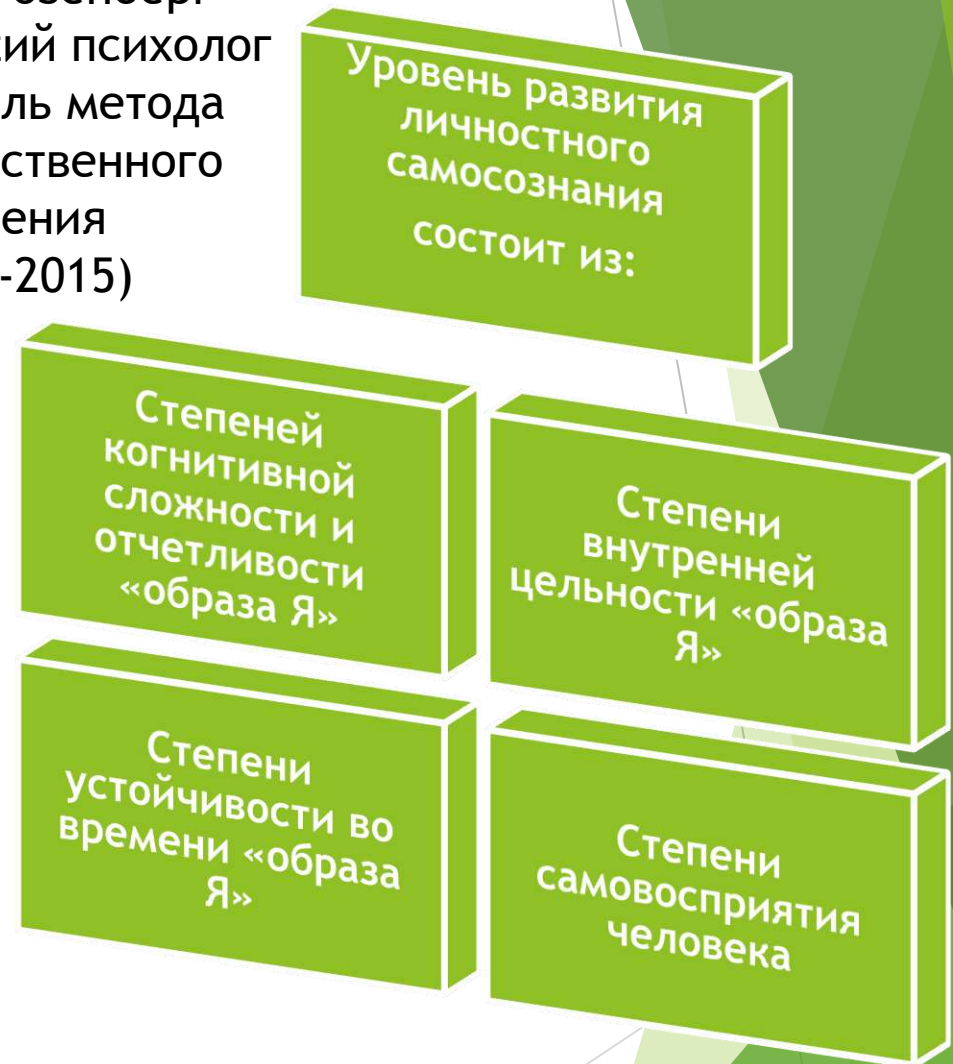 ий психолог
ль метода
ственного
ения
-2015)
Уровень развития
личностного
самосознания
состоит из:
Степеней
когнитивной
сложности и
отчетливости
«образа Я»
Степени
внутренней
цельности «образа
Я»
Степени
устойчивости во
времени «образа
Я»
Степени
самовосприятия
человека